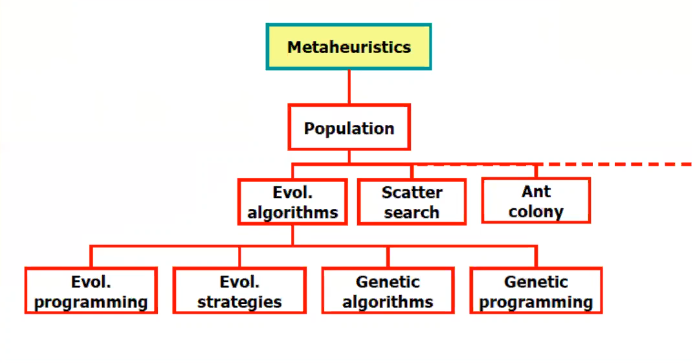 Metaheuristics
Population
Evol.
algorithms
Scatter
search
Ant
colony
Evol.
programming
Evol.
strategies
Genetic
algorithms
Genetic
programming